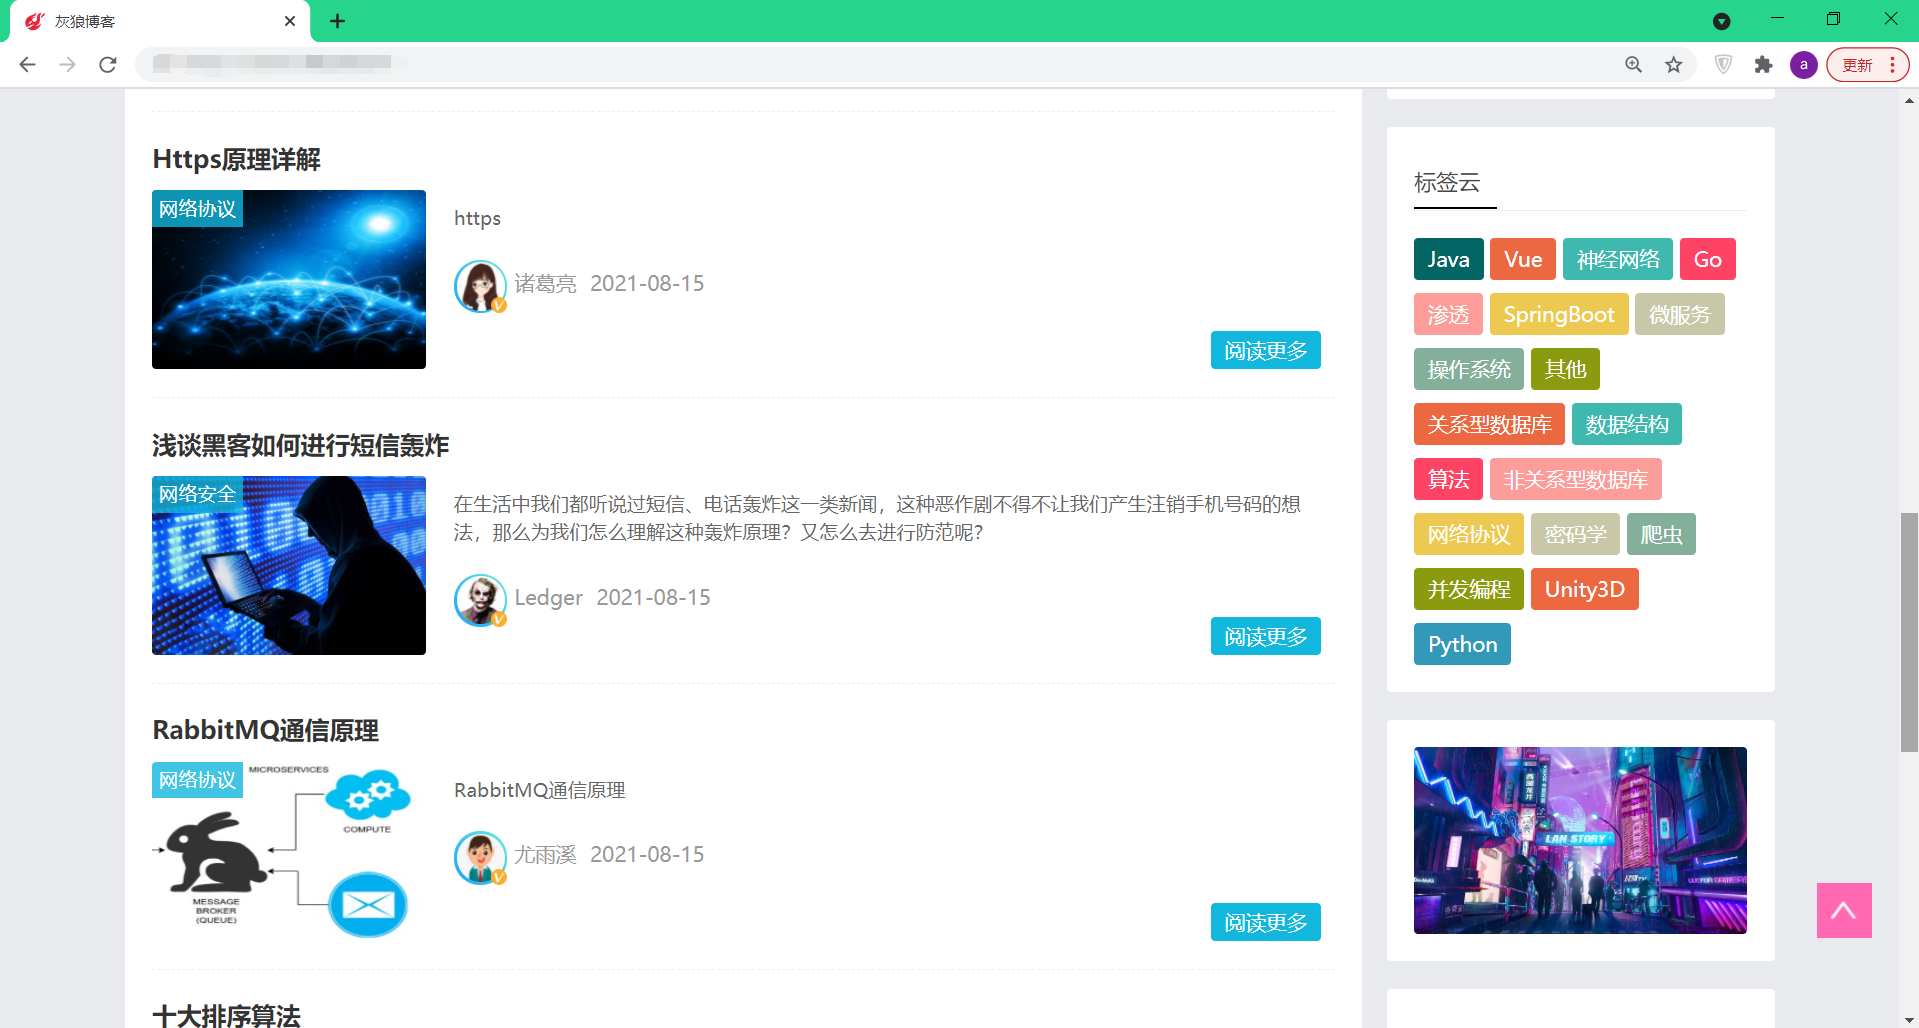 灰狼博客
更新
a
Https原理详解
网络协议
https
诸葛亮 2021-08-15
阅读更多
浅谈黑客如何进行短信轰炸
网络安全
在生活中我们都听说过短信、电话轰炸这一类新闻，这种恶作剧不得不让我们产生注销手机号码的想
法，那么为我们怎么理解这种轰炸原理？又怎么去进行防范呢？
Ledger 2021-08-15
阅读更多
RabbitMQ通信原理
网络协议
MICROSERVICES
COMPUTE
MESSAGE
BROKER
(QUEUE)
RabbitMQ通信原理
尤雨溪 2021-08-15
阅读更多
十大排序算法
标签云
Java Vue 神经网络 Go
渗透 SpringBoot 微服务
操作系统 其他
关系型数据库 数据结构
算法 非关系型数据库
网络协议 密码学 爬虫
并发编程 Unity3D
Python
LAN STORY